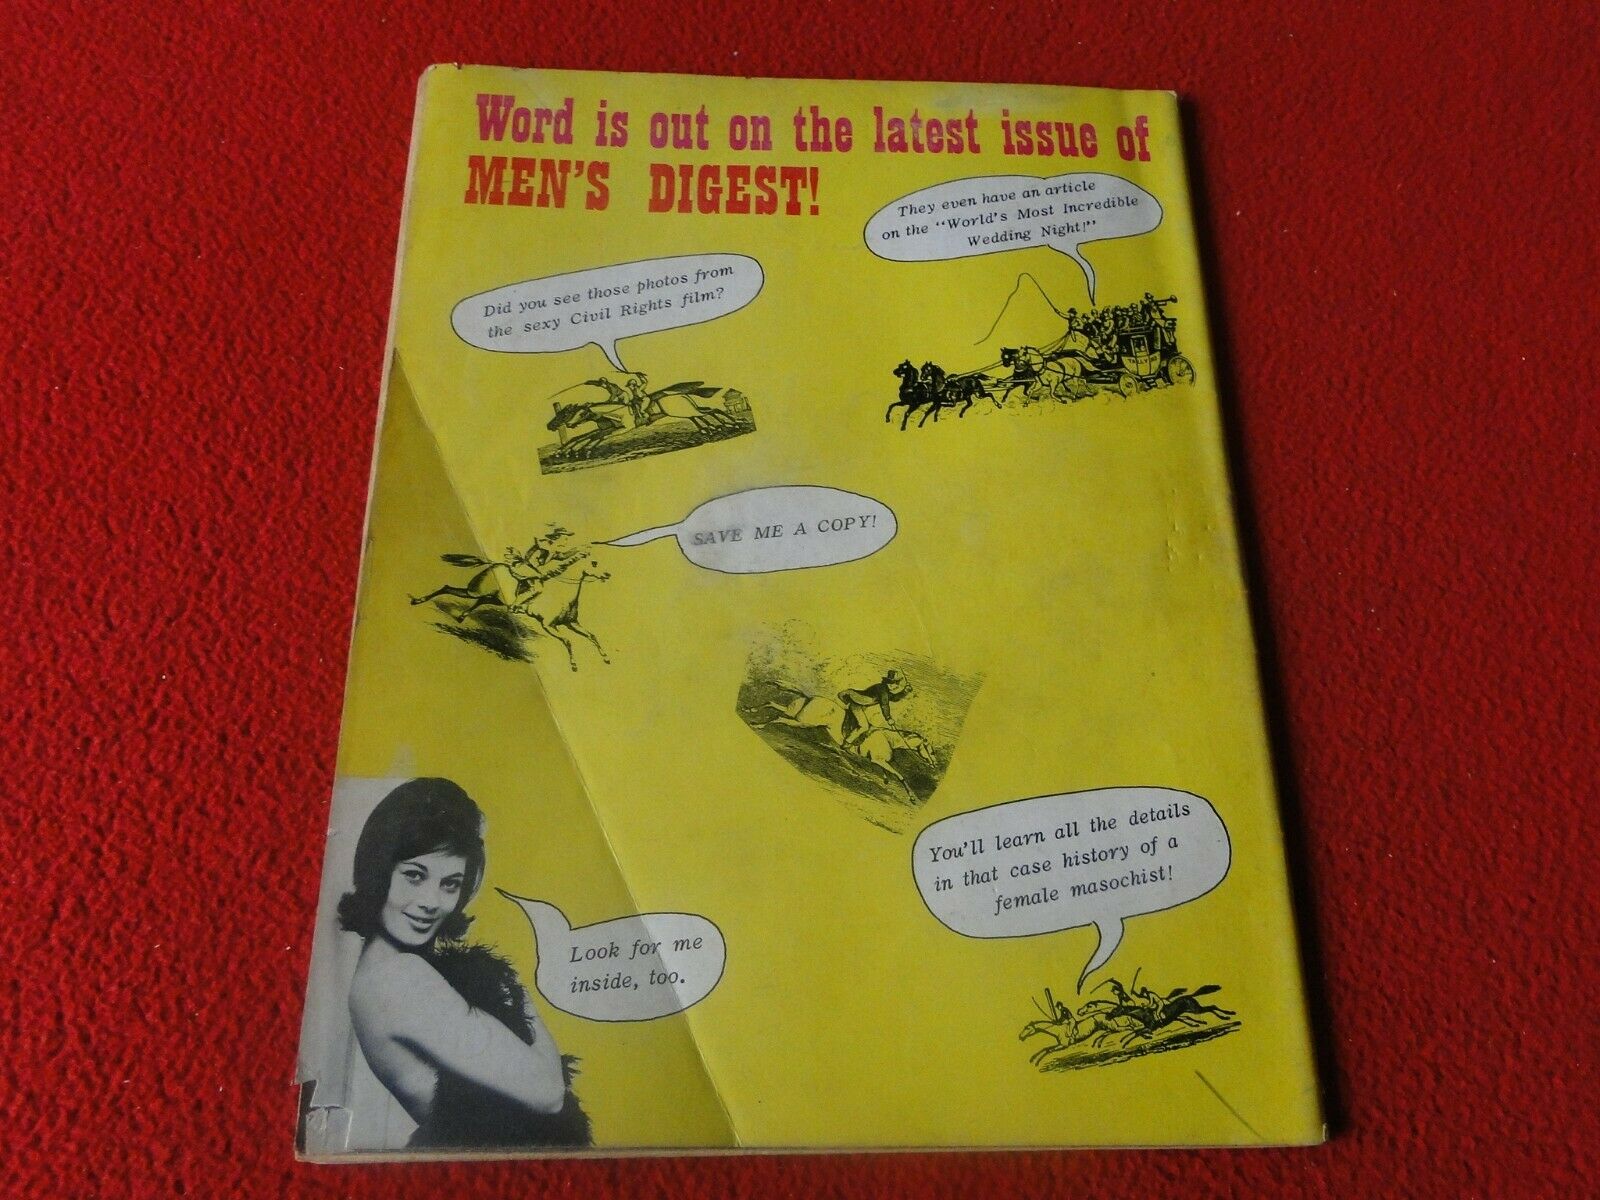 Word is out on the latest issue of
MEN'S DIGEST!
They even have an article
on the "World's Most Incredible
Wedding Night!"
Did you see those photos from
the sexy Civil Rights film?
TALLY HO
SAVE ME A COPY!
You'll learn all the details
in that case history of a
female masochist!
Look for me
inside, too.